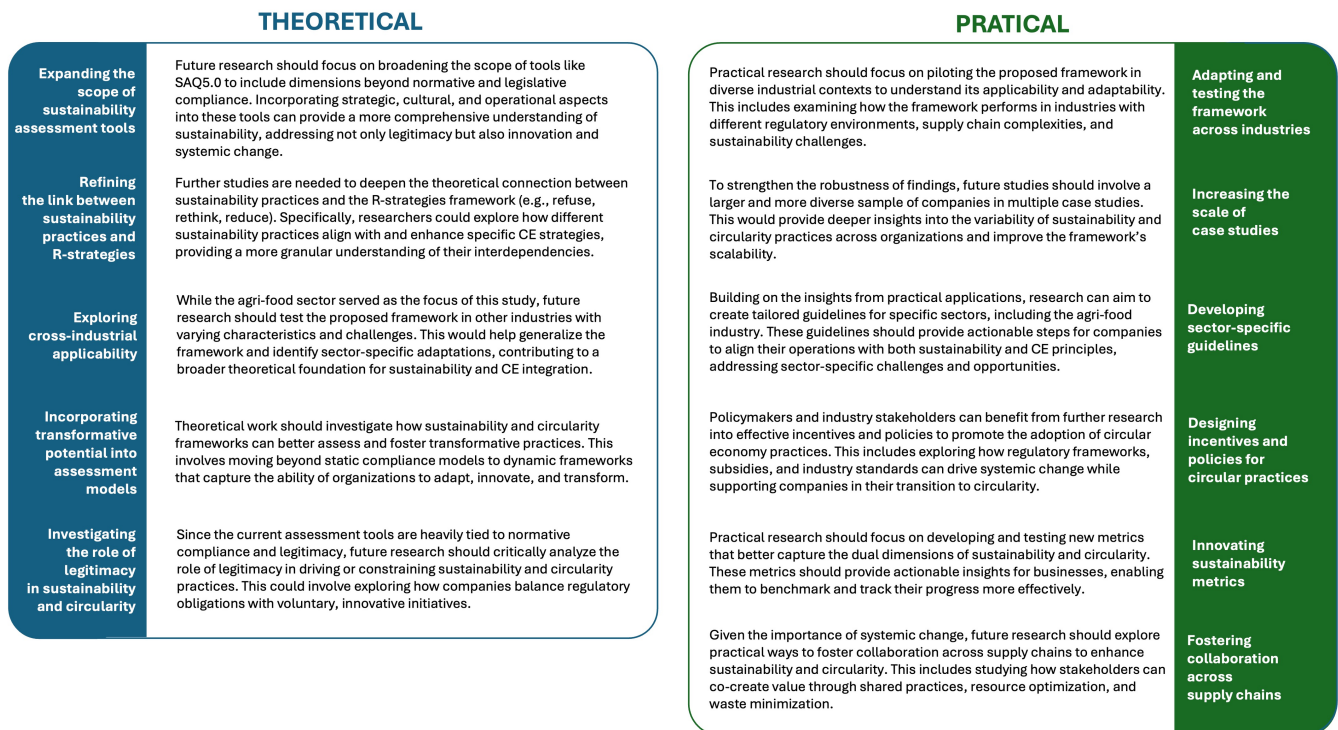 THEORETICAL
Expanding the
scope of
sustainability
assessment tools
Future research should focus on broadening the scope of tools like
SAQ5.0 to include dimensions beyond normative and legislative
compliance. Incorporating strategic, cultural, and operational aspects
into these tools can provide a more comprehensive understanding of
sustainability, addressing not only legitimacy but also innovation and
systemic change.
Refining
the link between
sustainability
practices and
R-strategies
Further studies are needed to deepen the theoretical connection between
sustainability practices and the R-strategies framework (e.g., refuse,
rethink, reduce). Specifically, researchers could explore how different
sustainability practices align with and enhance specific CE strategies,
providing a more granular understanding of their interdependencies.
Exploring
cross-industrial
applicability
While the agri-food sector served as the focus of this study, future
research should test the proposed framework in other industries with
varying characteristics and challenges. This would help generalize the
framework and identify sector-specific adaptations, contributing to a
broader theoretical foundation for sustainability and CE integration.
Incorporating
transformative
potential into
assessment
models
Theoretical work should investigate how sustainability and circularity
frameworks can better assess and foster transformative practices. This
involves moving beyond static compliance models to dynamic frameworks
that capture the ability of organizations to adapt, innovate, and transform.
Investigating
the role of
legitimacy
in sustainability
and circularity
Since the current assessment tools are heavily tied to normative
compliance and legitimacy, future research should critically analyze the
role of legitimacy in driving or constraining sustainability and circularity
practices. This could involve exploring how companies balance regulatory
obligations with voluntary, innovative initiatives.
PRATICAL
Practical research should focus on piloting the proposed framework in
diverse industrial contexts to understand its applicability and adaptability.
This includes examining how the framework performs in industries with
different regulatory environments, supply chain complexities, and
sustainability challenges.
Adapting and
testing the
framework
across industries
To strengthen the robustness of findings, future studies should involve a
larger and more diverse sample of companies in multiple case studies.
This would provide deeper insights into the variability of sustainability and
circularity practices across organizations and improve the framework's
scalability.
Increasing the
scale of
case studies
Building on the insights from practical applications, research can aim to
create tailored guidelines for specific sectors, including the agri-food
industry. These guidelines should provide actionable steps for companies
to align their operations with both sustainability and CE principles,
addressing sector-specific challenges and opportunities.
Developing
sector-specific
guidelines
Policymakers and industry stakeholders can benefit from further research
into effective incentives and policies to promote the adoption of circular
economy practices. This includes exploring how regulatory frameworks,
subsidies, and industry standards can drive systemic change while
supporting companies in their transition to circularity.
Designing
incentives and
policies for
circular practices
Practical research should focus on developing and testing new metrics
that better capture the dual dimensions of sustainability and circularity.
These metrics should provide actionable insights for businesses, enabling
them to benchmark and track their progress more effectively.
Innovating
sustainability
metrics
Given the importance of systemic change, future research should explore
practical ways to foster collaboration across supply chains to enhance
sustainability and circularity. This includes studying how stakeholders can
co-create value through shared practices, resource optimization, and
waste minimization.
Fostering
collaboration
across
supply chains